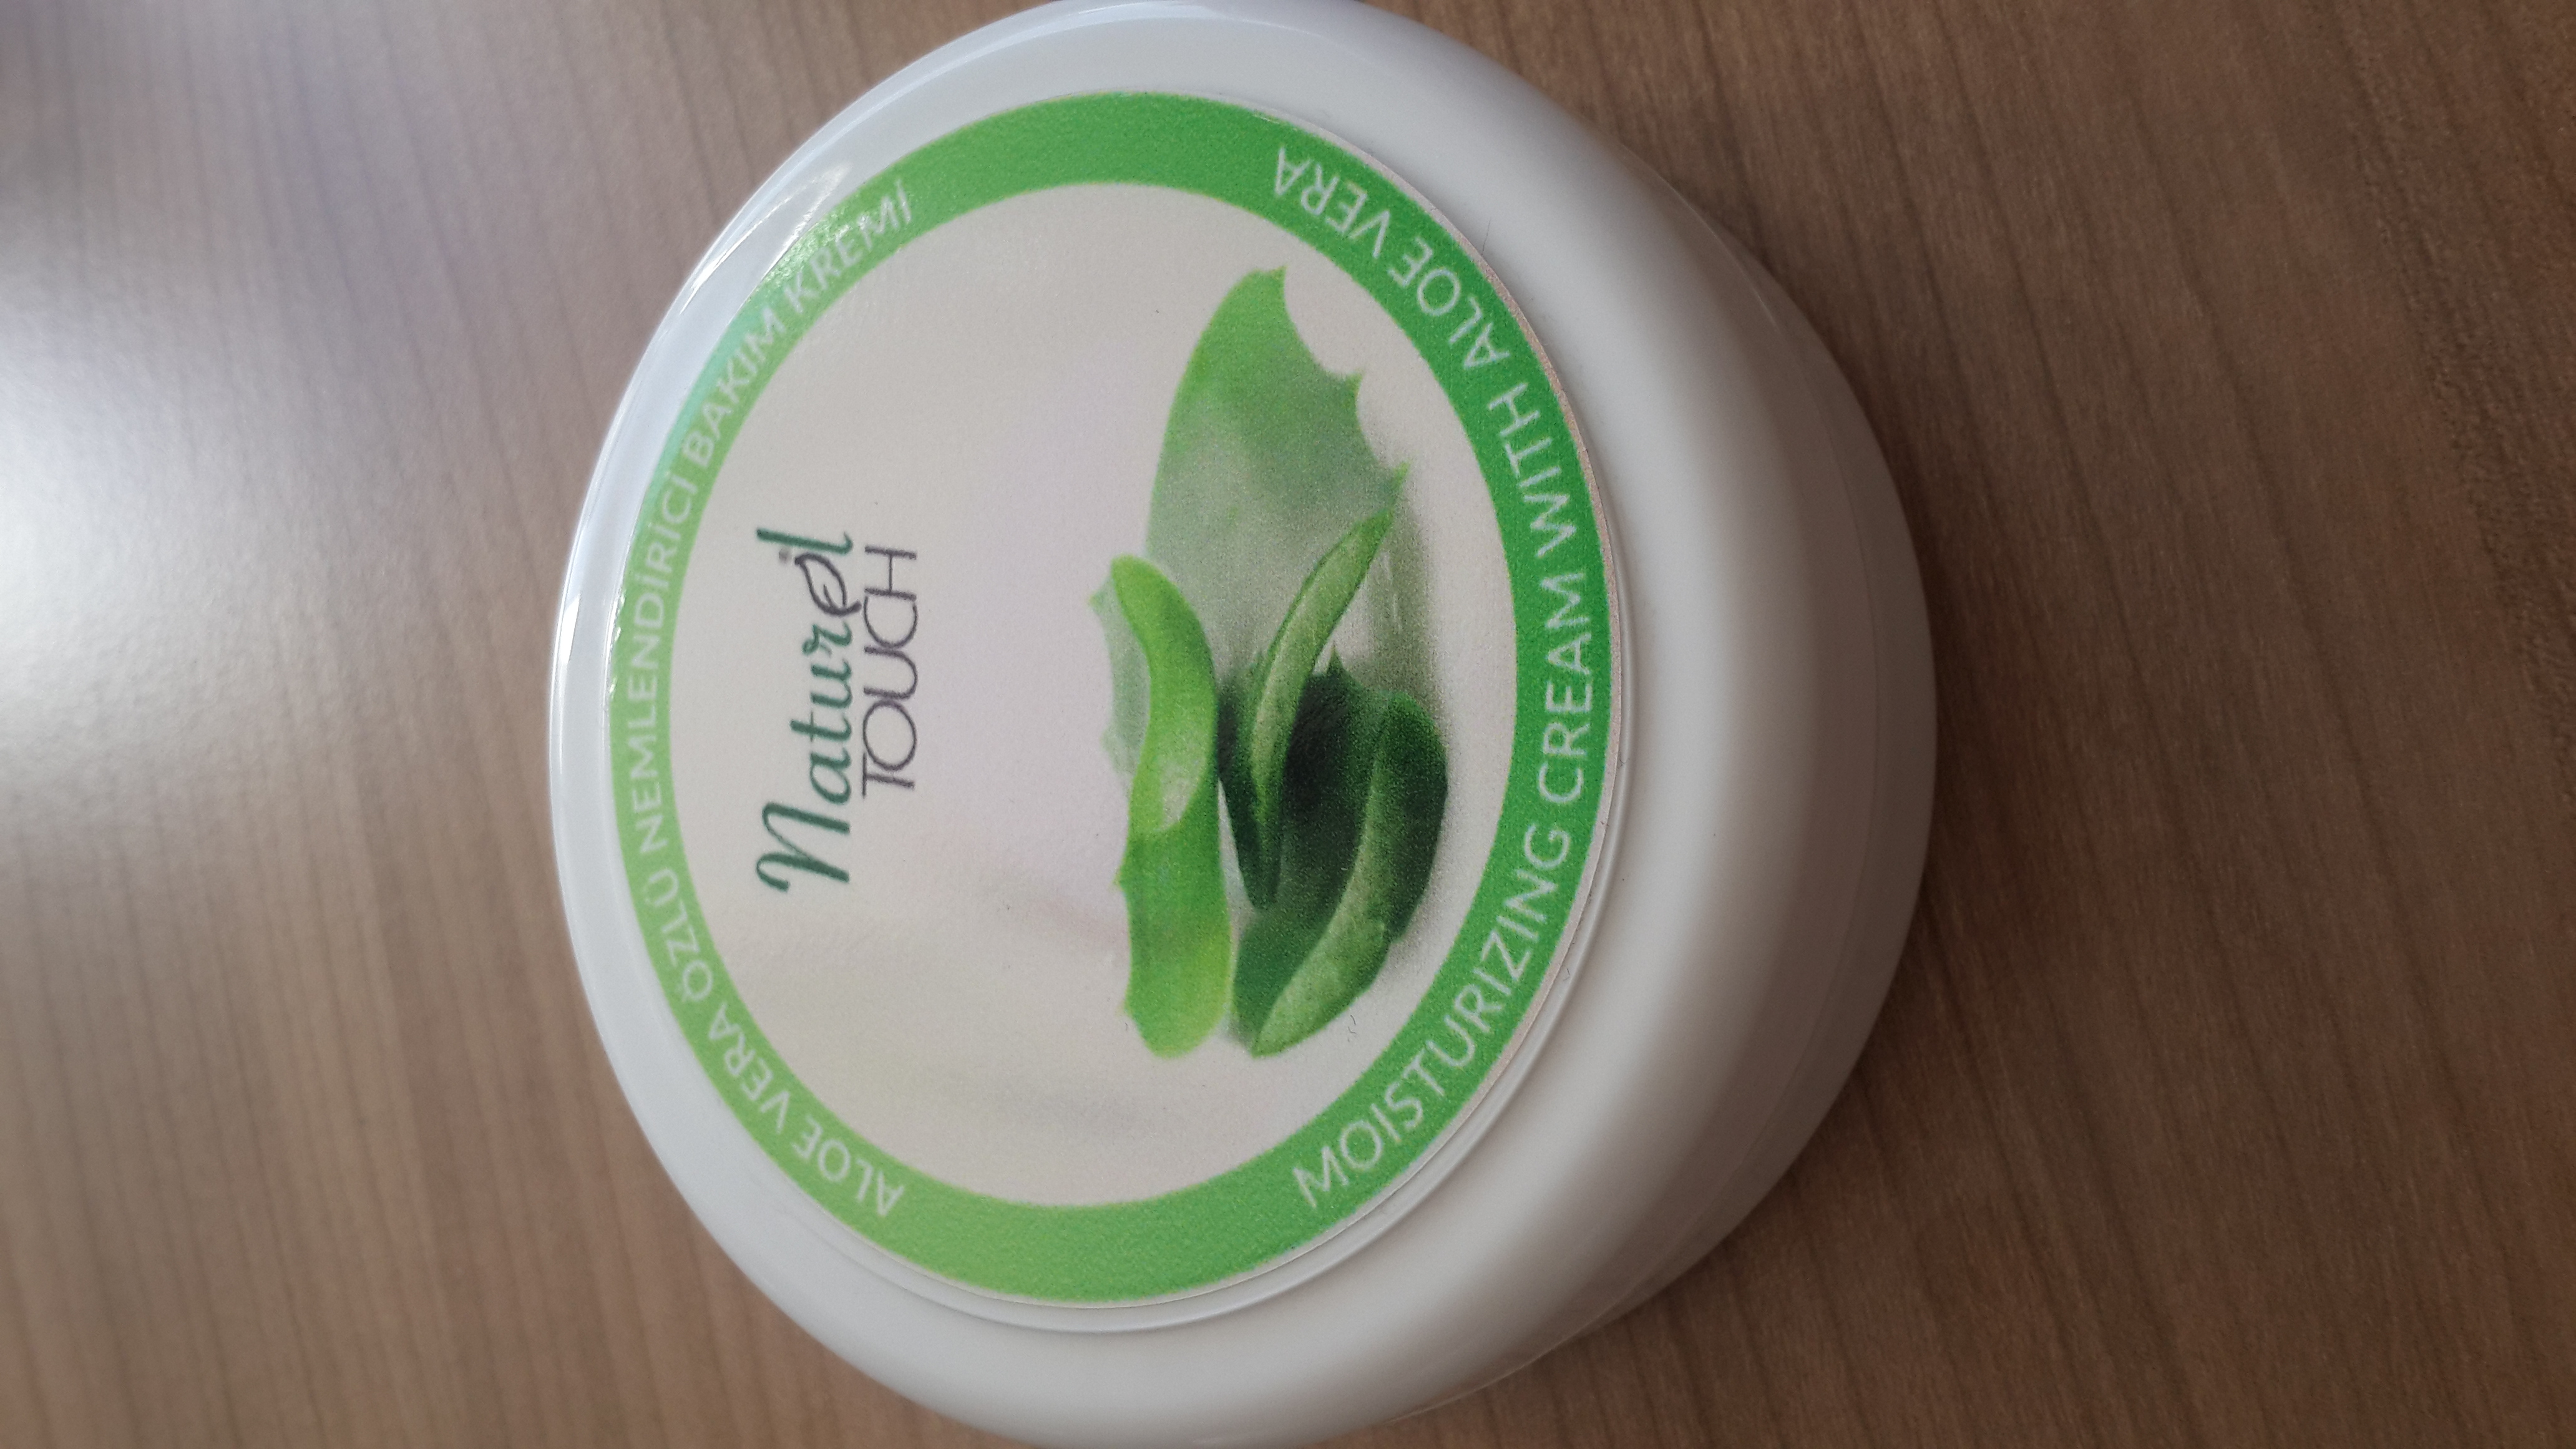 ALOE VERA ÖZLÜ NEMLENDİRİCİ BAKIM KREMİ
Naturel
TOUCH
MOISTURIZING CREAM WITH ALOE VERA